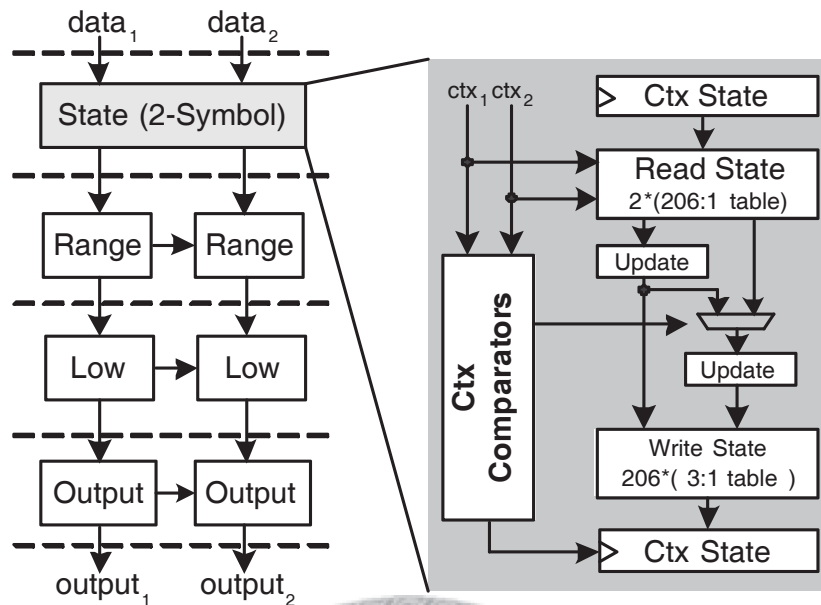 data₁ data₂
State (2-Symbol)
Range Range
Low Low
Output Output
output₁ output₂
ctx₁ ctx₂
Ctx State
Read State
2*(206:1 table)
Update
Ctx
Comparators
Update
Write State
206*( 3:1 table )
Ctx State